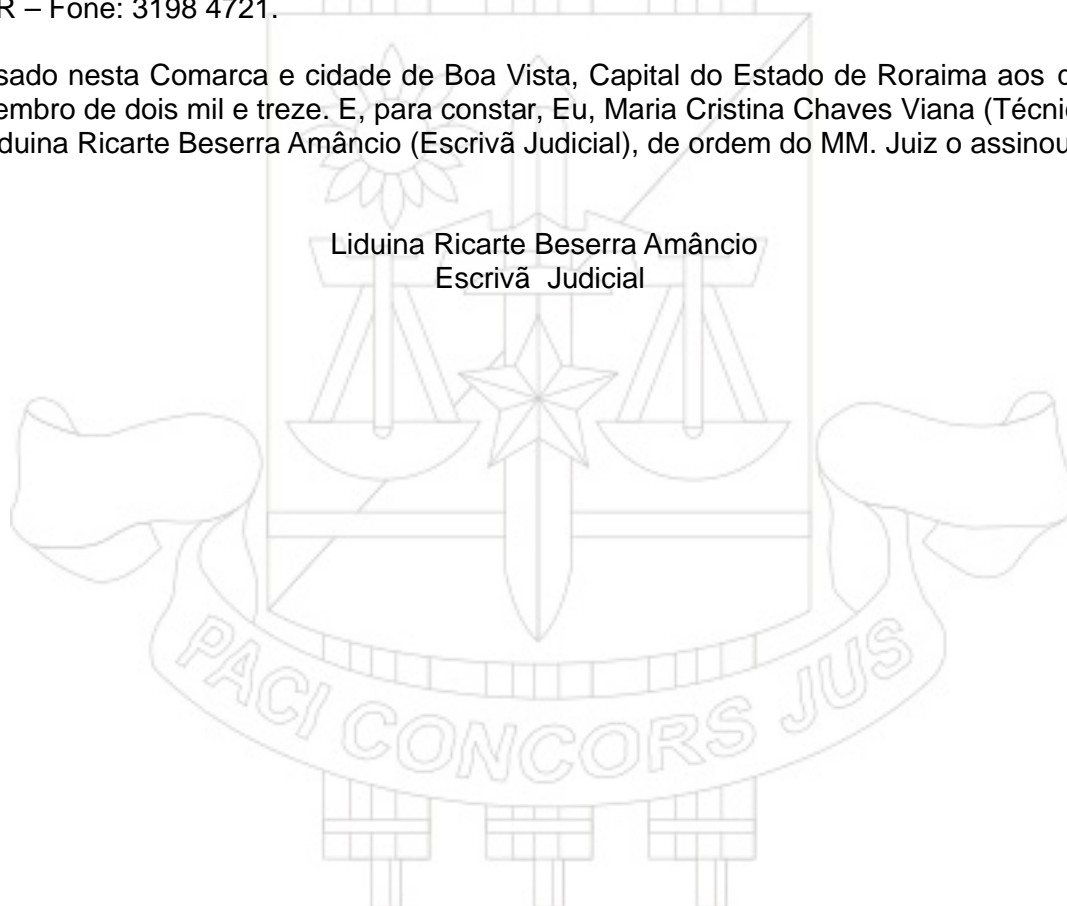 R – Fone: 3198 4721.
sado nesta Comarca e cidade de Boa Vista, Capital do Estado de Roraima aos
embro de dois mil e treze. E, para constar, Eu, Maria Cristina Chaves Viana (Técni
duina Ricarte Beserra Amâncio (Escrivã Judicial), de ordem do MM. Juiz o assinou
Liduina Ricarte Beserra Amâncio
Escrivã Judicial
PACI CONCORS JUS